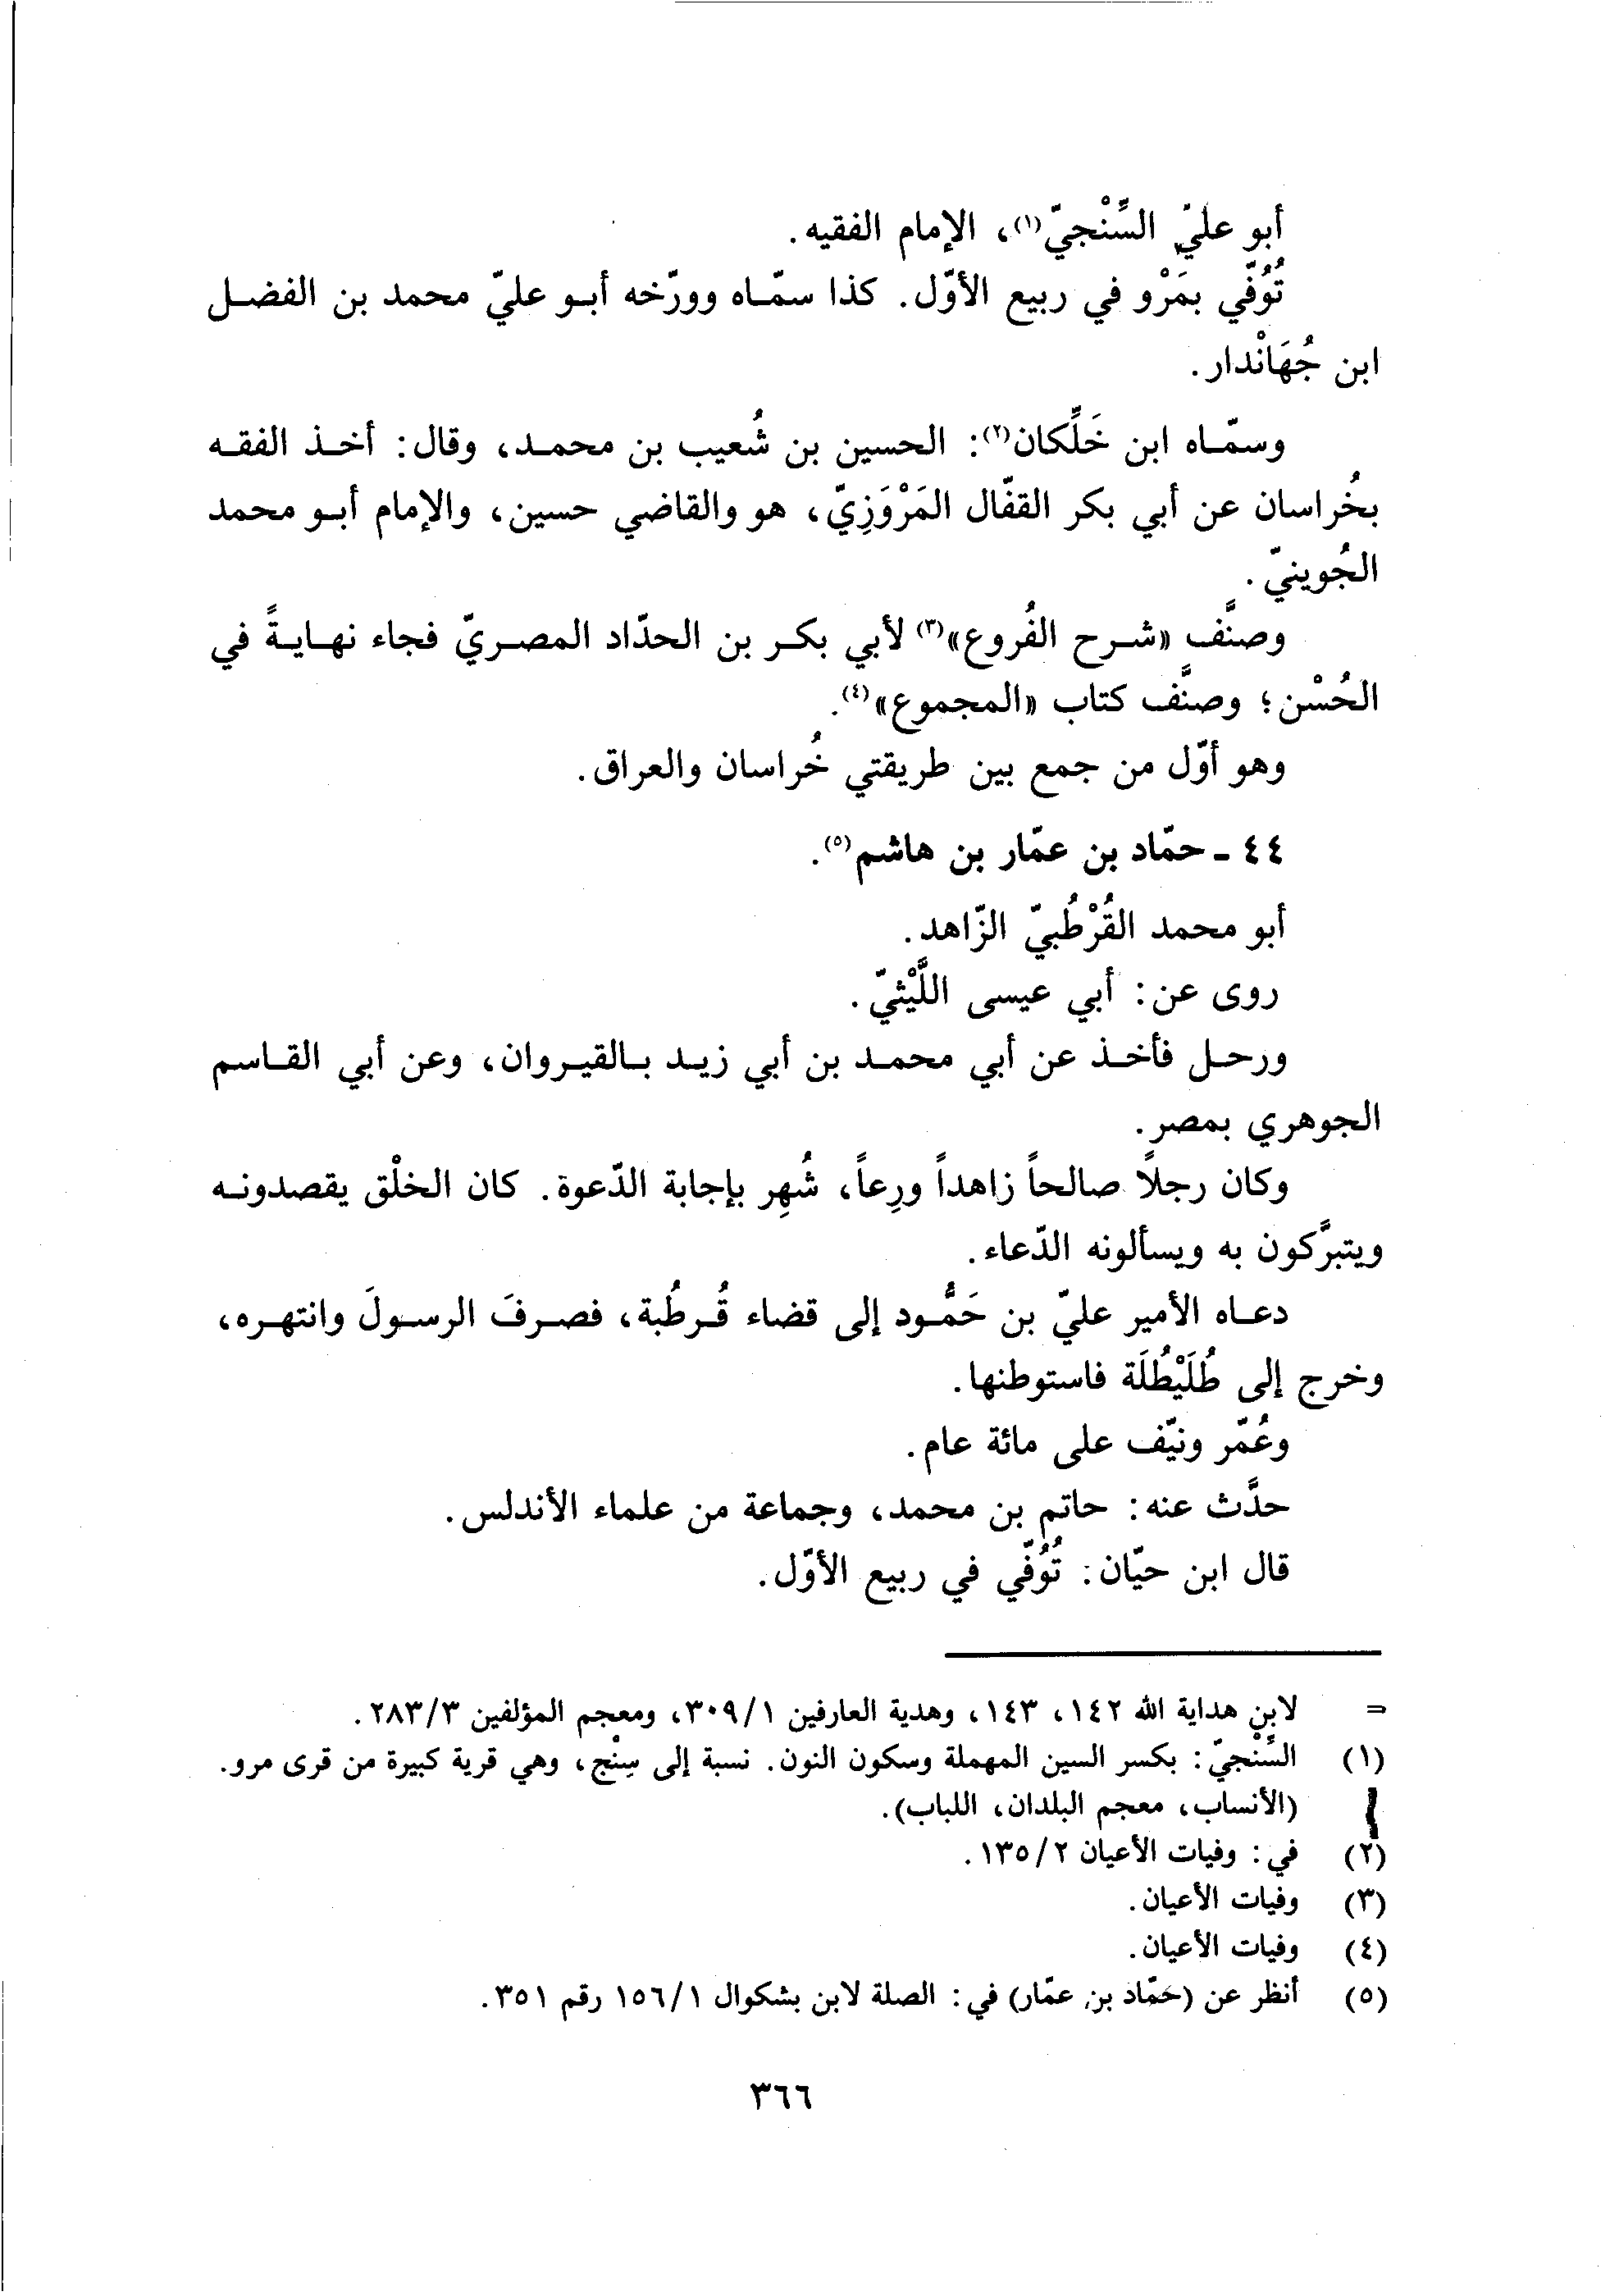 أبو عليّ السِّنْجيّ(١)، الإمام الفقيه.
تُوُفّي بمَرْو في ربيع الأوّل. كذا سمّاه وورّخه أبو عليّ محمد بن الفضل
ابن جُهَانْدار.
وسمّاه ابن خَلِّكان(٢): الحسين بن شُعيب بن محمد، وقال: أخذ الفقه
بخُراسان عن أبي بكر القفّال المَرْوَزِيّ، هو والقاضي حسين، والإمام أبو محمد
الجُوينيّ.
وصنَّف «شرح الفُروع»(٣) لأبي بكر بن الحدّاد المصريّ فجاء نهايةً في
الحُسْن؛ وصنَّف كتاب «المجموع»(٤).
وهو أوّل من جمع بين طريقتي خُراسان والعراق.
٤٤ ـ حمّاد بن عمّار بن هاشم(٥).
أبو محمد القُرْطُبيّ الزّاهد.
روى عن: أبي عيسى اللَّيْثيّ.
ورحل فأخذ عن أبي محمد بن أبي زيد بالقيروان، وعن أبي القاسم
الجوهري بمصر.
وكان رجلاً صالحاً زاهداً ورِعاً، شُهِر بإجابة الدّعوة. كان الخلْق يقصدونه
ويتبرَّكون به ويسألونه الدّعاء.
دعاه الأمير عليّ بن حَمُّود إلى قضاء قُرطُبة، فصرفَ الرسولَ وانتهره،
وخرج إلى طُلَيْطُلَة فاستوطنها.
وعُمّر ونيّف على مائة عام.
حدَّث عنه: حاتم بن محمد، وجماعة من علماء الأندلس.
قال ابن حيّان: تُوُفّي في ربيع الأوّل.
= لابن هداية الله ١٤٢، ١٤٣، وهدية العارفين ٣٠٩/١، ومعجم المؤلفين ٢٨٣/٣.
(١) السِّنْجيّ: بكسر السين المهملة وسكون النون. نسبة إلى سِنْج، وهي قرية كبيرة من قرى مرو.
(الأنساب، معجم البلدان، اللباب).
(٢) في: وفيات الأعيان ١٣٥/٢.
(٣) وفيات الأعيان.
(٤) وفيات الأعيان.
(٥) أنظر عن (حمّاد بن عمّار) في: الصلة لابن بشكوال ١٥٦/١ رقم ٣٥١.
٣٦٦